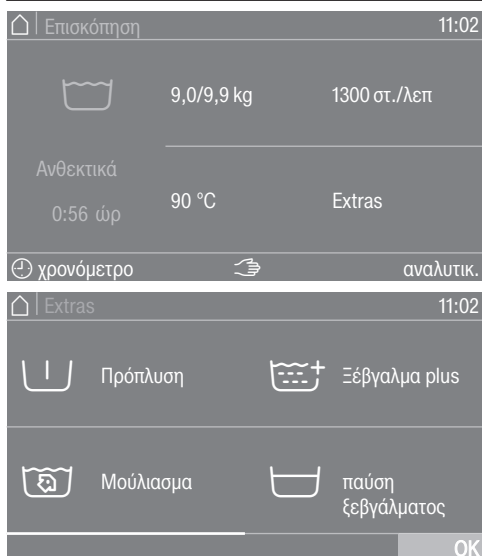 Επισκόπηση 11:02
9,0/9,9 kg 1300 στ./λεπ
Ανθεκτικά
0:56 ώρ
90 °C Extras
χρονόμετρο αναλυτικ.
Extras 11:02
Πρόπλυση Ξέβγαλμα plus
Μούλιασμα παύση
ξεβγάλματος
OK